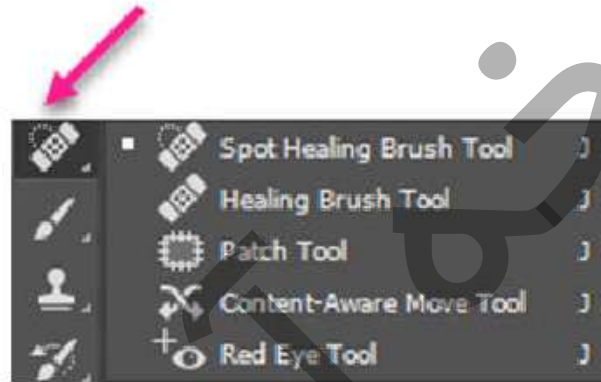 Spot Healing Brush Tool J
Healing Brush Tool J
Patch Tool J
Content-Aware Move Tool J
Red Eye Tool J